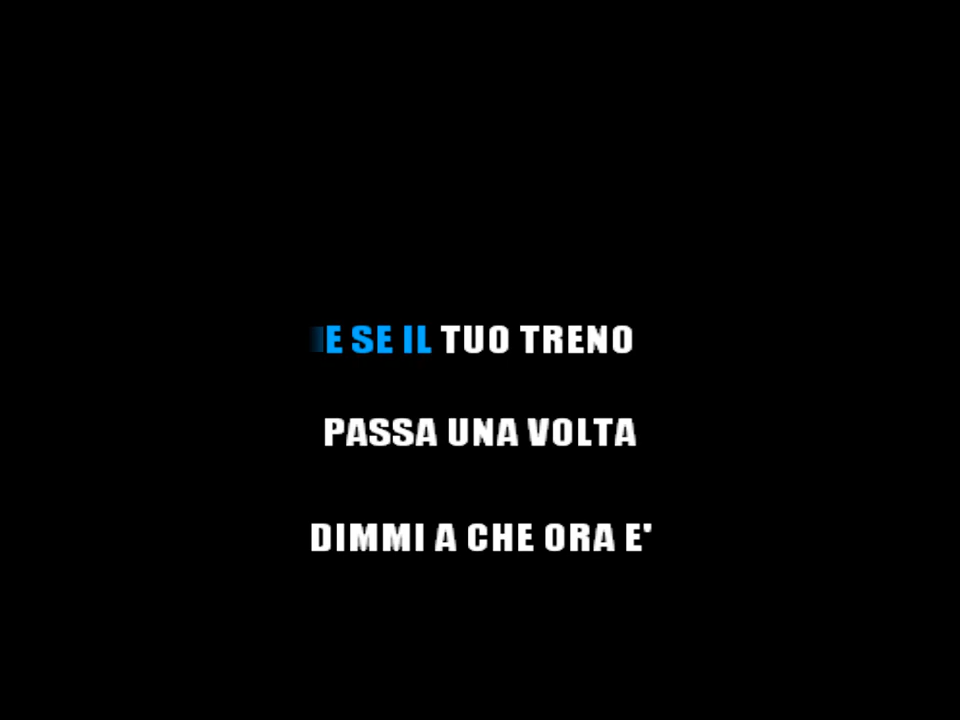 E SE IL TUO TRENO
PASSA UNA VOLTA
DIMMI A CHE ORA E'